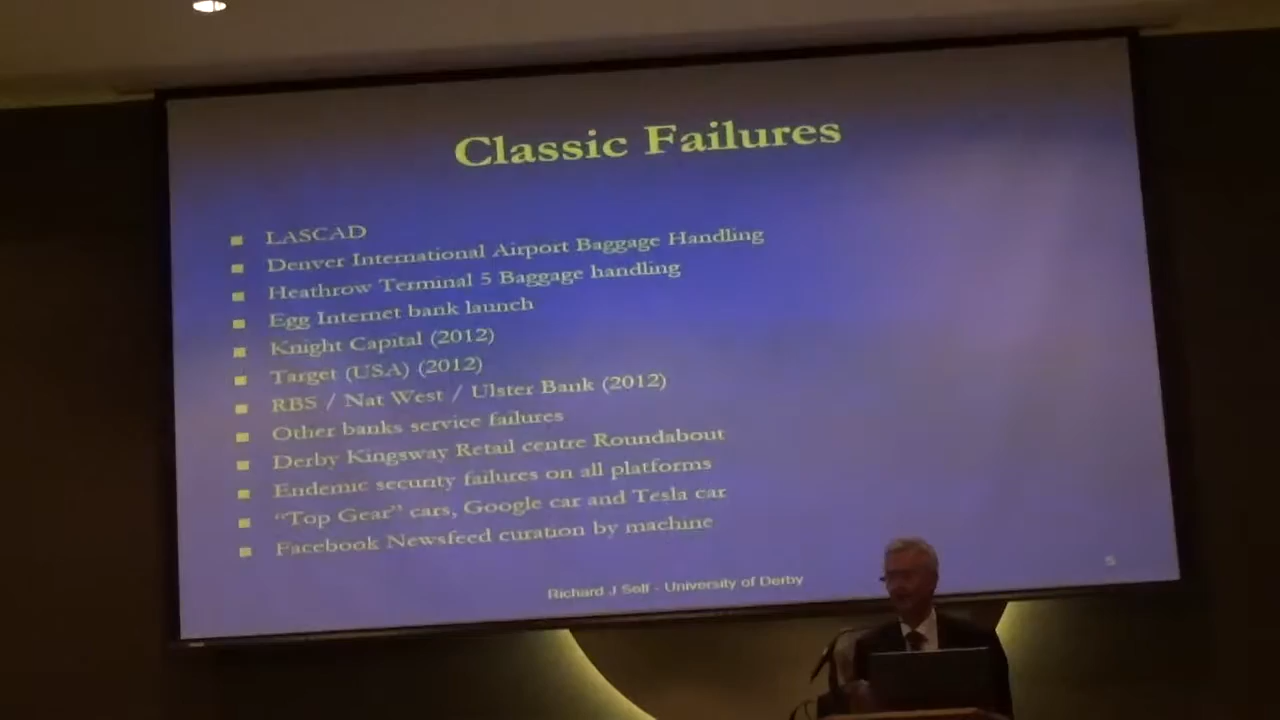 Classic Failures
LASCAD
Denver International Airport Baggage Handling
Heathrow Terminal 5 Baggage handling
Egg Internet bank launch
Knight Capital (2012)
Target (USA) (2012)
RBS / Nat West / Ulster Bank (2012)
Other banks service failures
Derby Kingsway Retail centre Roundabout
Endemic security failures on all platforms
“Top Gear” cars, Google car and Tesla car
Facebook Newsfeed curation by machine
Richard J Self - University of Derby
5